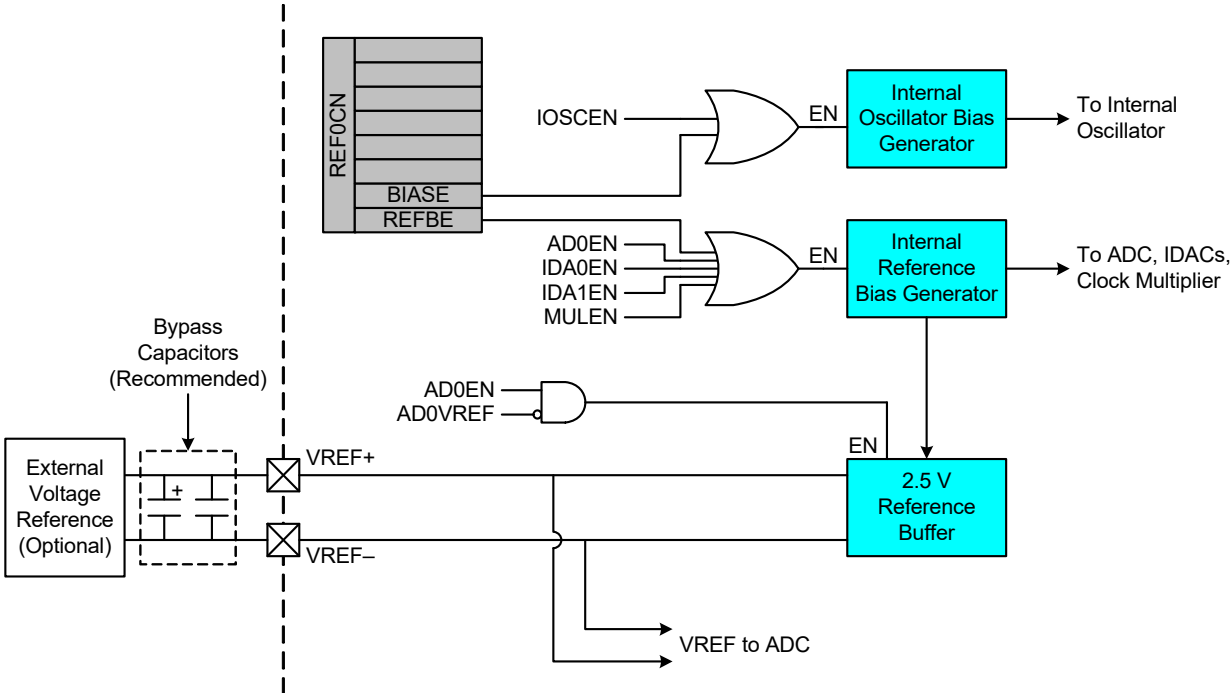 REF0CN
BIASE
REFBE
IOSCEN
EN
Internal
Oscillator Bias
Generator
To Internal
Oscillator
AD0EN
IDA0EN
IDA1EN
MULEN
EN
Internal
Reference
Bias Generator
To ADC, IDACs,
Clock Multiplier
Bypass
Capacitors
(Recommended)
AD0EN
AD0VREF
EN
External
Voltage
Reference
(Optional)
+
VREF+
VREF–
2.5 V
Reference
Buffer
VREF to ADC